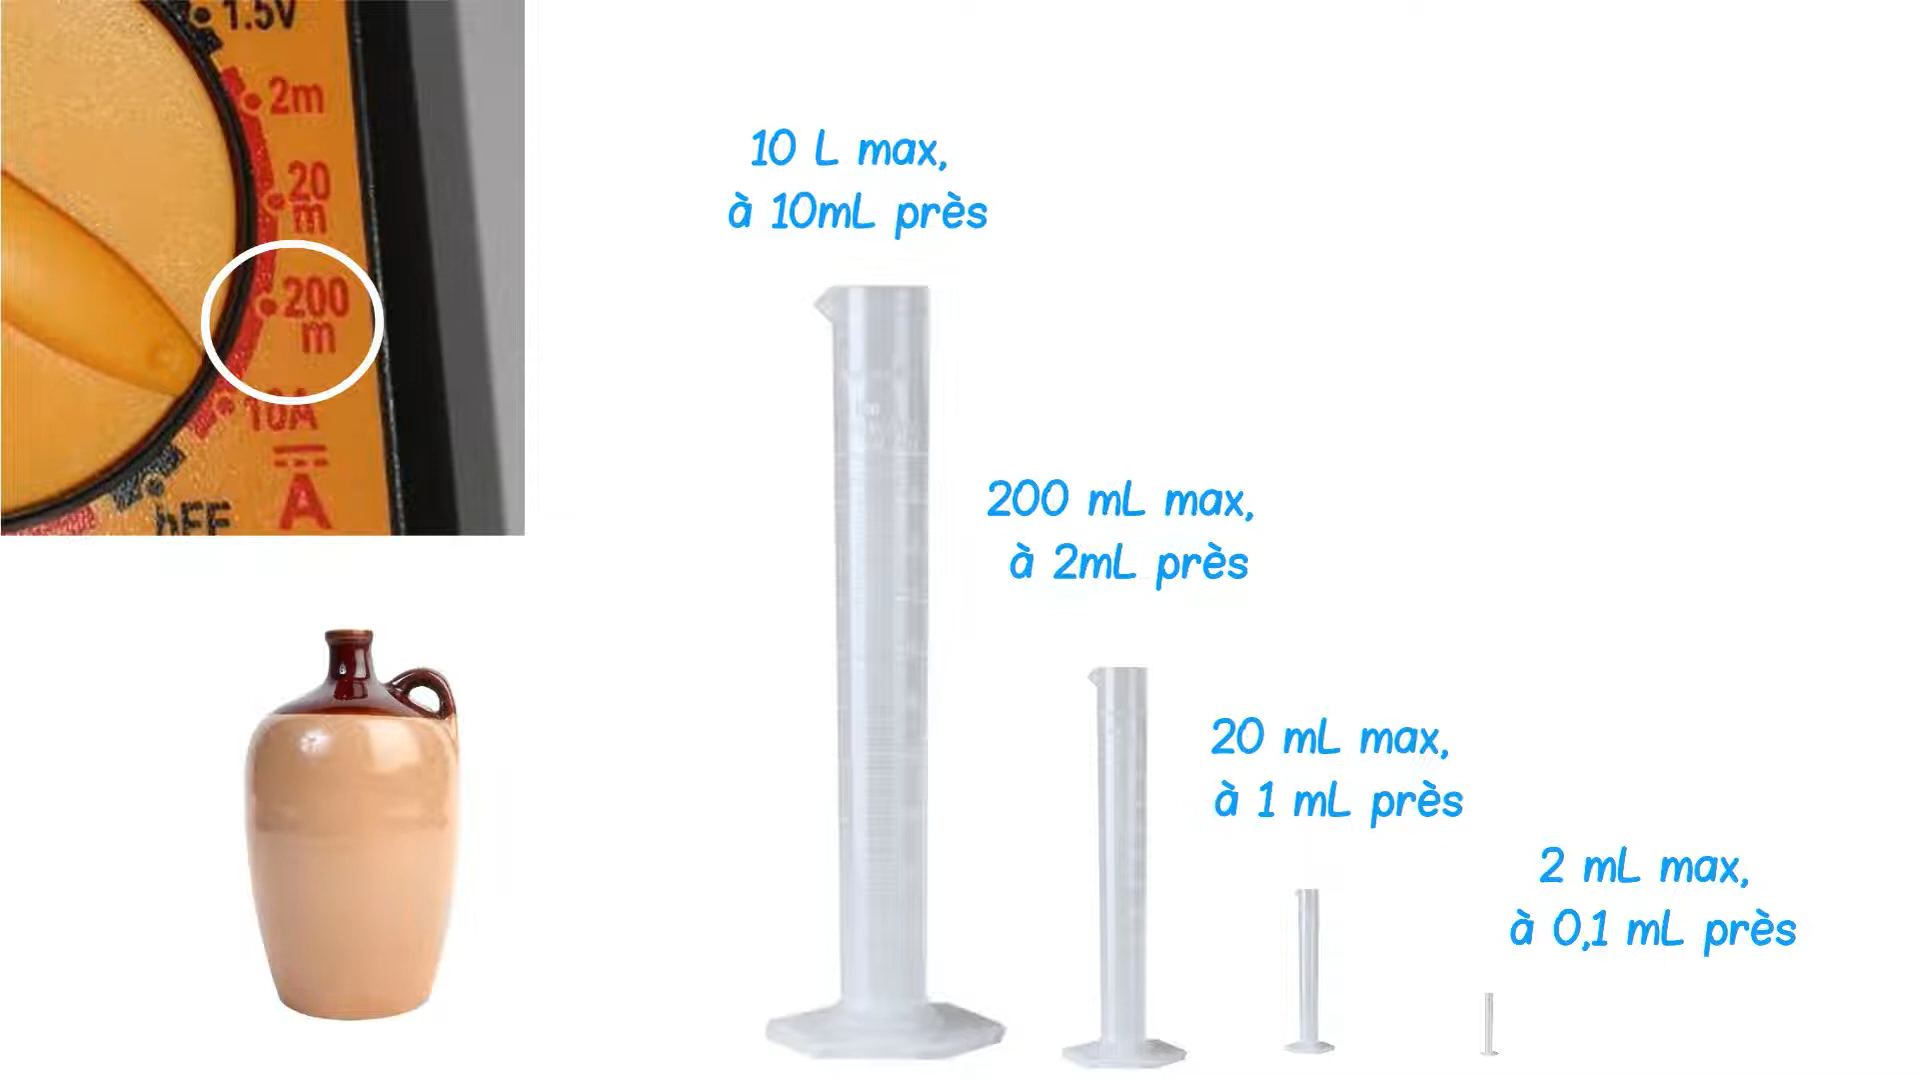 1.5V
2m
20
m
200
m
10A
A
10 L max,
à 10mL près
200 mL max,
à 2mL près
20 mL max,
à 1 mL près
2 mL max,
à 0,1 mL près